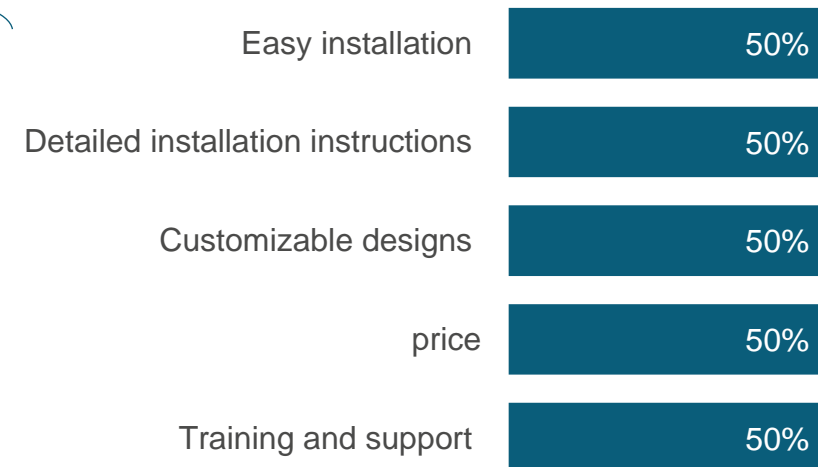 Easy installation 50%
Detailed installation instructions 50%
Customizable designs 50%
price 50%
Training and support 50%